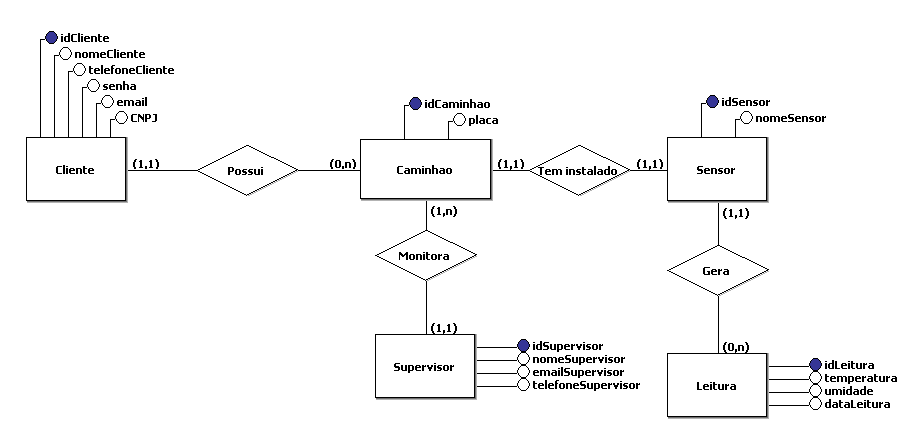 idCliente
nomeCliente
telefoneCliente
senha
email
CNPJ
idCaminhao
placa
idSensor
nomeSensor
Cliente
(1,1)
Possui
(0,n)
Caminhao
(1,1)
Tem instalado
(1,1)
Sensor
(1,n)
Monitora
(1,1)
Supervisor
idSupervisor
nomeSupervisor
emailSupervisor
telefoneSupervisor
(1,1)
Gera
(0,n)
Leitura
idLeitura
temperatura
umidade
dataLeitura